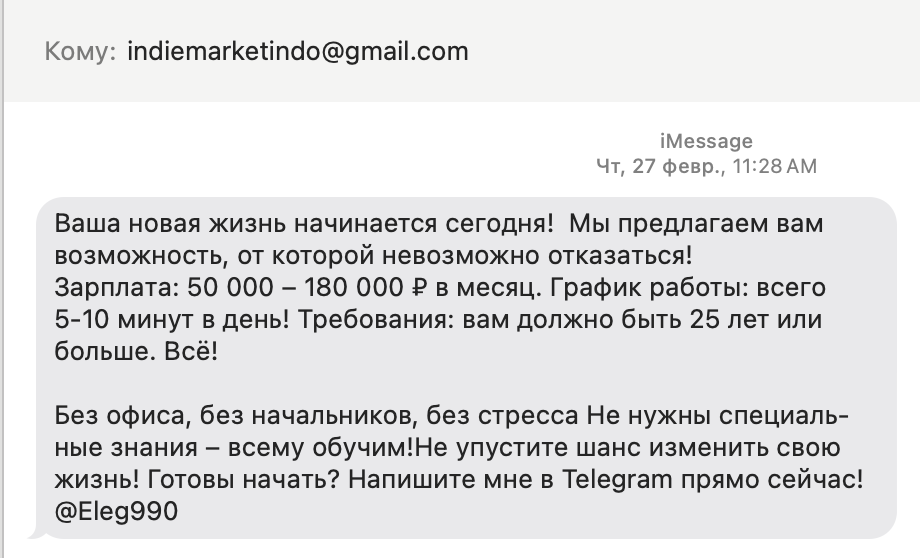 Кому: indiemarketindo@gmail.com
iMessage
Чт, 27 февр., 11:28 AM
Ваша новая жизнь начинается сегодня!  Мы предлагаем вам
возможность, от которой невозможно отказаться!
Зарплата: 50 000 – 180 000 ₽ в месяц. График работы: всего
5-10 минут в день! Требования: вам должно быть 25 лет или
больше. Всё!

Без офиса, без начальников, без стресса Не нужны специаль-
ные знания – всему обучим!Не упустите шанс изменить свою
жизнь! Готовы начать? Напишите мне в Telegram прямо сейчас!
@Eleg990